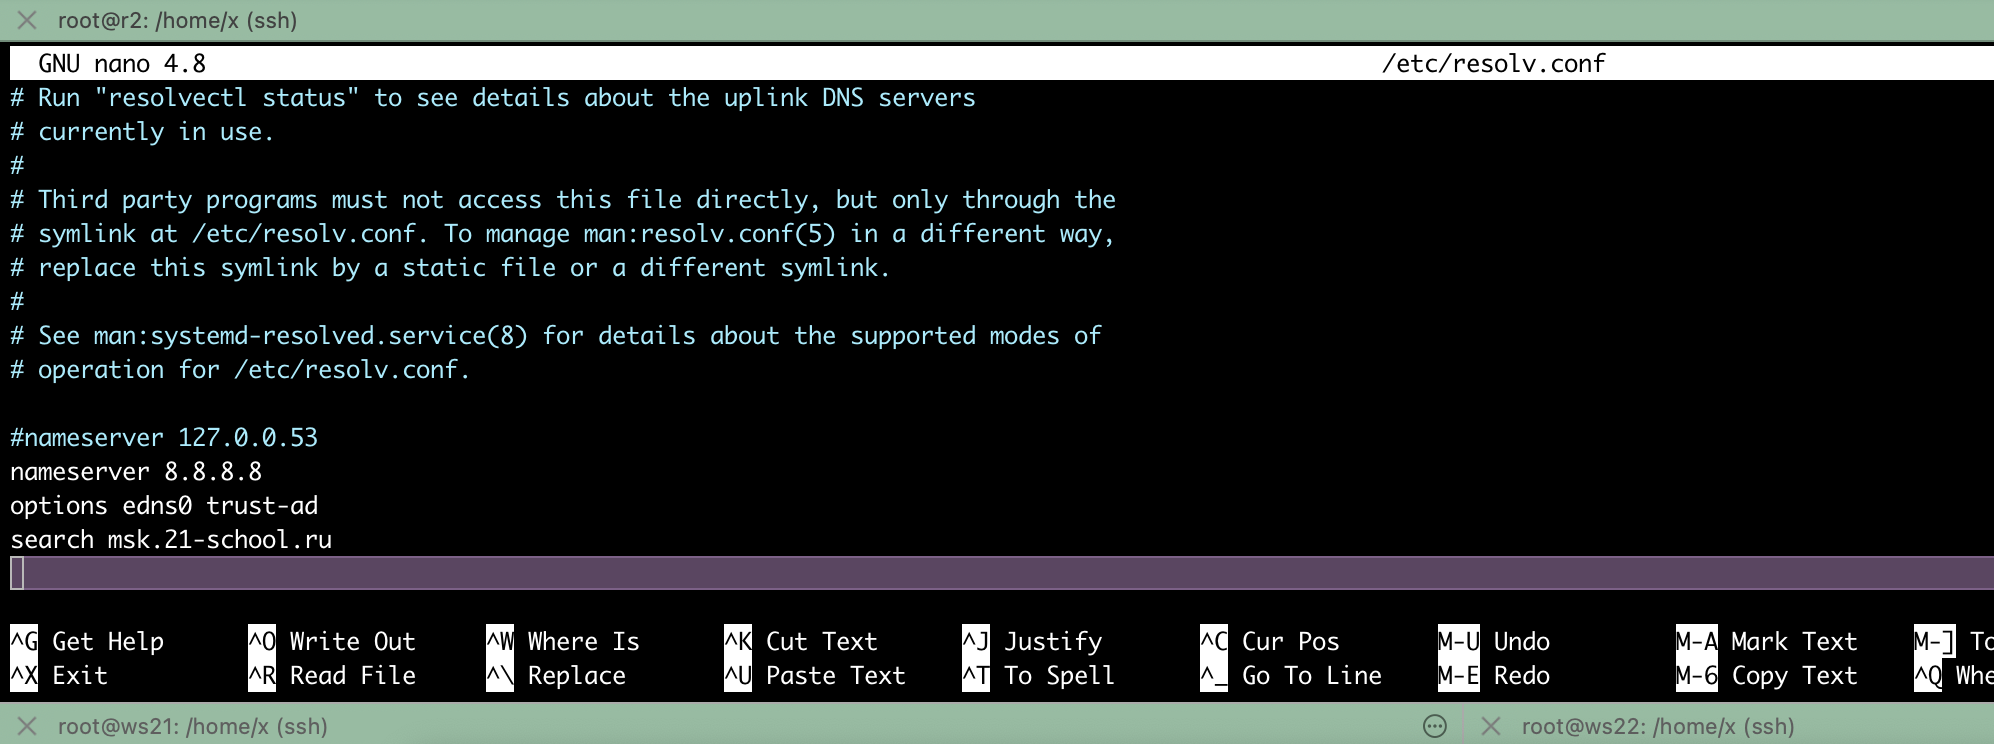 root@r2: /home/x (ssh)
GNU nano 4.8 /etc/resolv.conf
# Run "resolvectl status" to see details about the uplink DNS servers
# currently in use.
#
# Third party programs must not access this file directly, but only through the
# symlink at /etc/resolv.conf. To manage man:resolv.conf(5) in a different way,
# replace this symlink by a static file or a different symlink.
#
# See man:systemd-resolved.service(8) for details about the supported modes of
# operation for /etc/resolv.conf.
#nameserver 127.0.0.53
nameserver 8.8.8.8
options edns0 trust-ad
search msk.21-school.ru
^G Get Help ^O Write Out ^W Where Is ^K Cut Text ^J Justify ^C Cur Pos M-U Undo M-A Mark Text M-] To
^X Exit ^R Read File ^\ Replace ^U Paste Text ^T To Spell ^_ Go To Line M-E Redo M-6 Copy Text ^Q Whe
root@ws21: /home/x (ssh) root@ws22: /home/x (ssh)